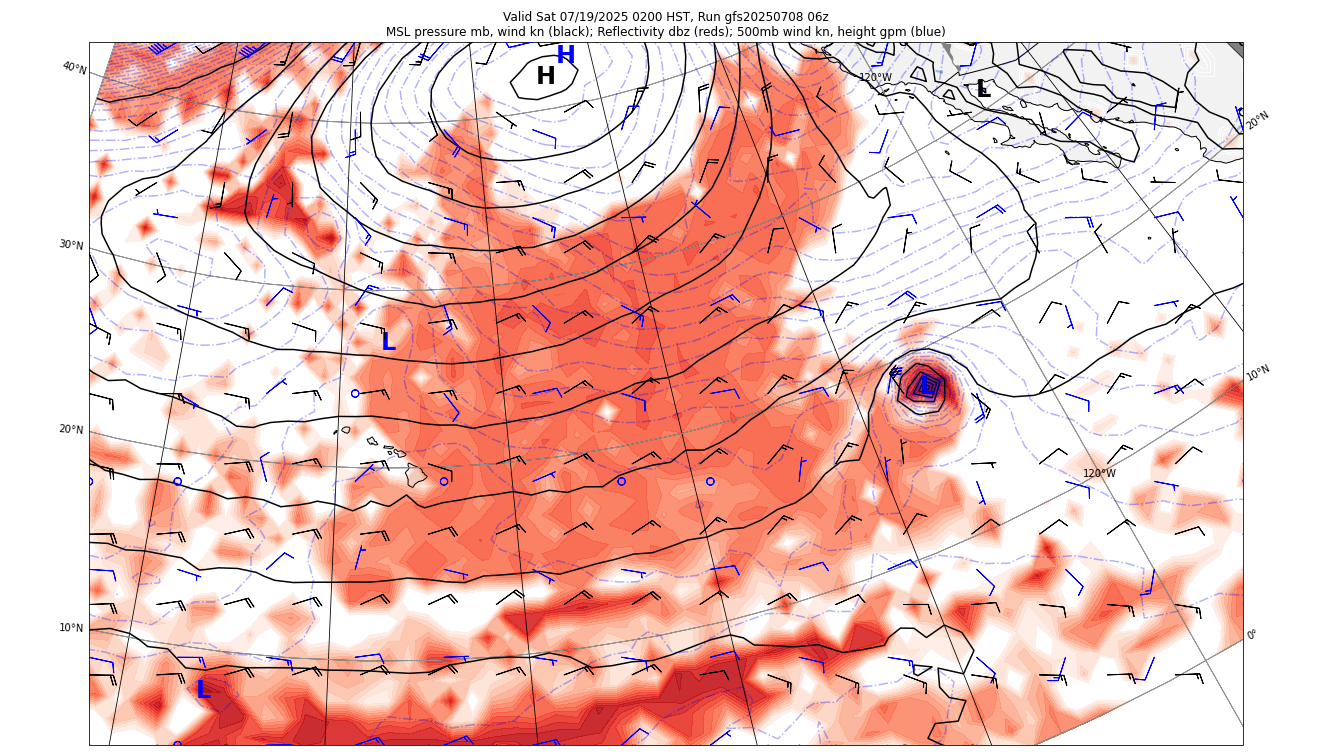 Valid Sat 07/19/2025 0200 HST, Run gfs20250708 06z
MSL pressure mb, wind kn (black); Reflectivity dbz (reds); 500mb wind kn, height gpm (blue)
H
H
40°N
120°W
L
20°N
30°N
L
L
10°N
20°N
120°W
10°N
0°
L